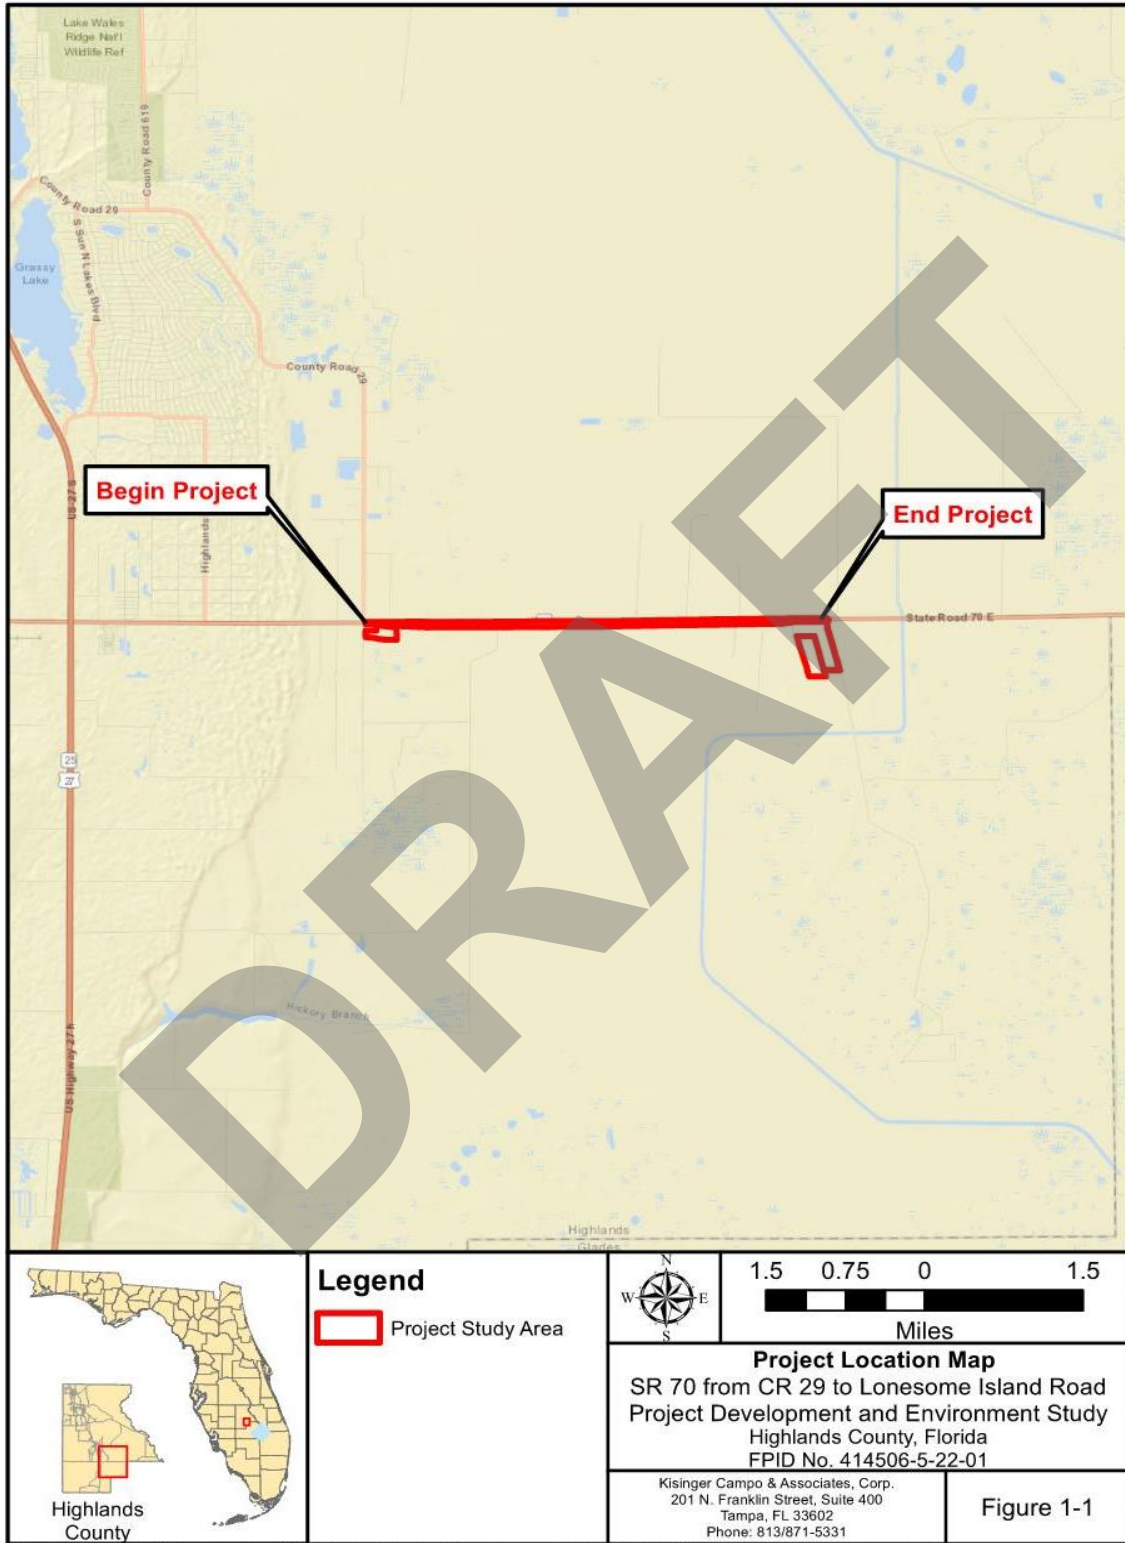 Lake Wales
Ridge Nat'l
Wildlife Ref
County Road 619
County Road 29
S Sun N Lakes Blvd
Grassy
Lake
County Road 29
Begin Project
End Project
US 27 S
Highlands
State Road 70 E
25
27
Hickory Branch
US Highway 27 N
Highlands
Glades
DRAFT
Highlands
County
Legend
Project Study Area
N
W
E
S
1.5 0.75 0 1.5
Miles
Project Location Map
SR 70 from CR 29 to Lonesome Island Road
Project Development and Environment Study
Highlands County, Florida
FPID No. 414506-5-22-01
Kisinger Campo & Associates, Corp.
201 N. Franklin Street, Suite 400
Tampa, FL 33602
Phone: 813/871-5331
Figure 1-1